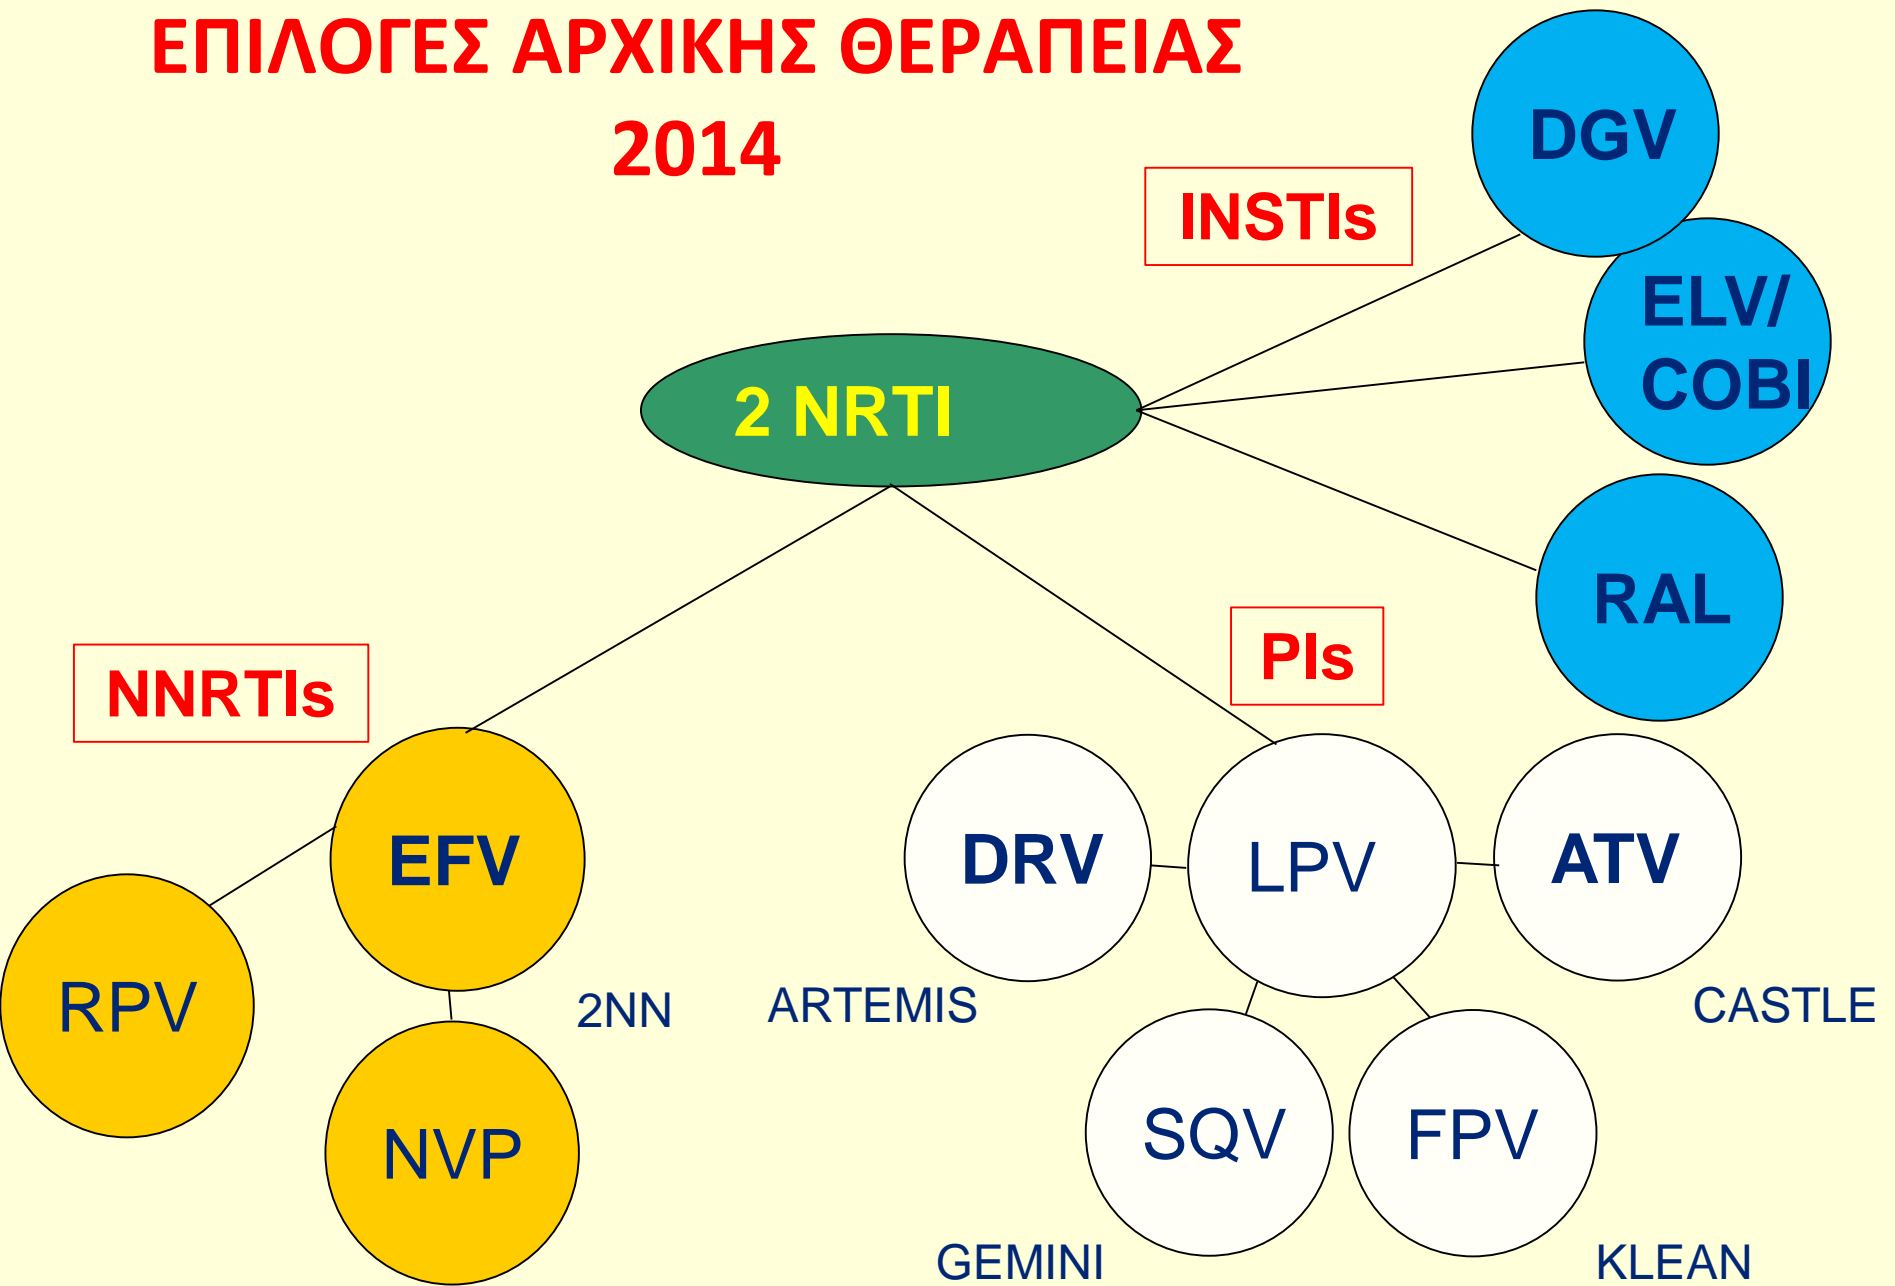 ΕΠΙΛΟΓΕΣ ΑΡΧΙΚΗΣ ΘΕΡΑΠΕΙΑΣ
2014
DGV
INSTIs
ELV/
COBI
2 NRTI
RAL
PIs
NNRTIs
EFV
DRV
LPV
ATV
RPV
2NN
ARTEMIS
CASTLE
NVP
SQV
FPV
GEMINI
KLEAN